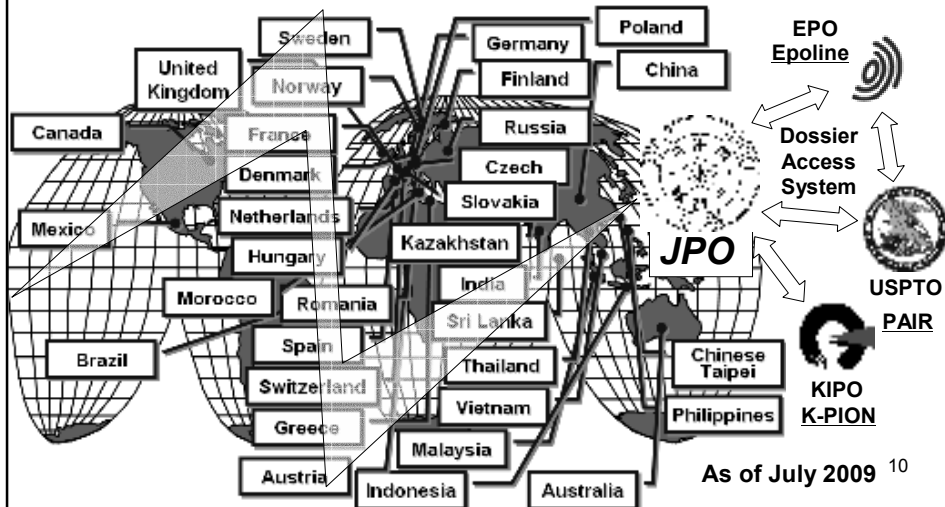 Sweden
Germany
Poland
EPO
Epoline
United
Kingdom
Norway
Finland
China
Canada
France
Russia
Dossier
Access
System
Denmark
Czech
Mexico
Netherlands
Slovakia
Hungary
Kazakhstan
JPO
USPTO
Morocco
Romania
India
Sri Lanka
PAIR
Brazil
Spain
Thailand
Chinese
Taipei
Switzerland
Vietnam
KIPO
K-PION
Greece
Malaysia
Philippines
Austria
Indonesia
Australia
As of July 2009 10